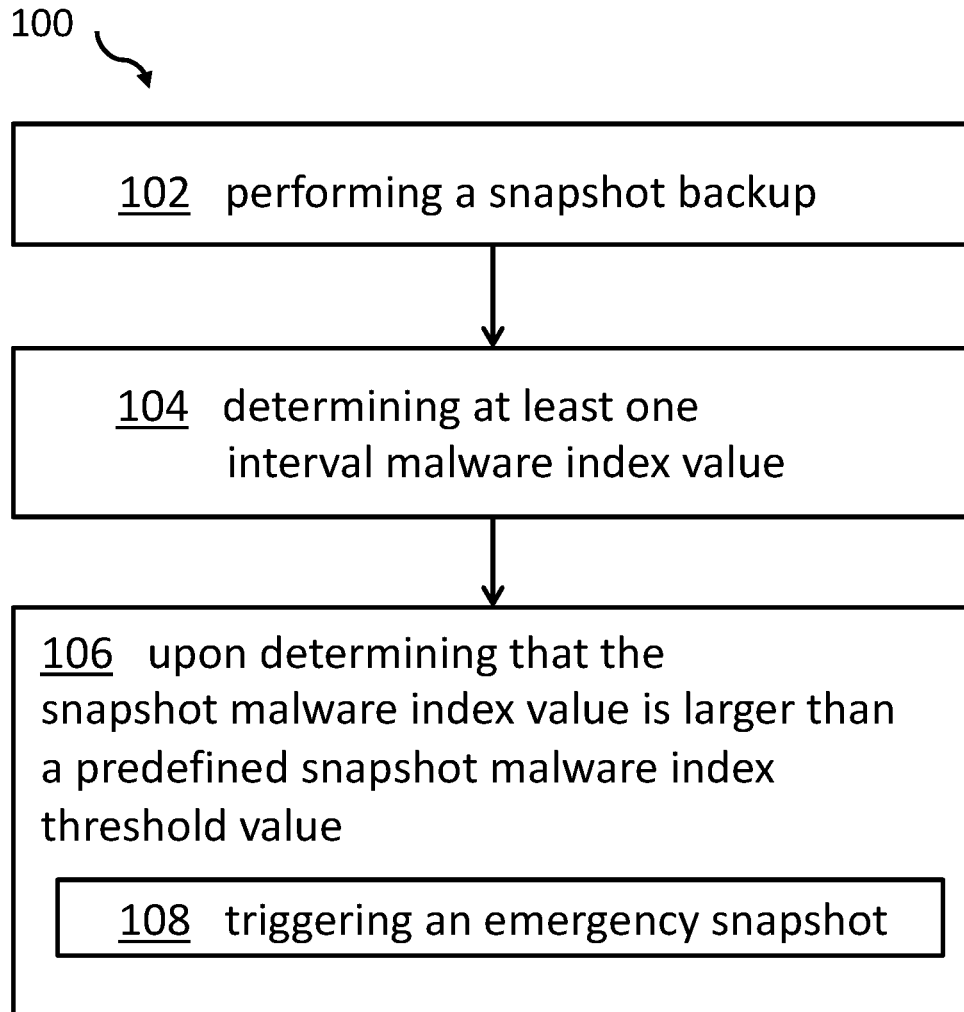 100
102 performing a snapshot backup
104 determining at least one
interval malware index value
106 upon determining that the
snapshot malware index value is larger than
a predefined snapshot malware index
threshold value
108 triggering an emergency snapshot